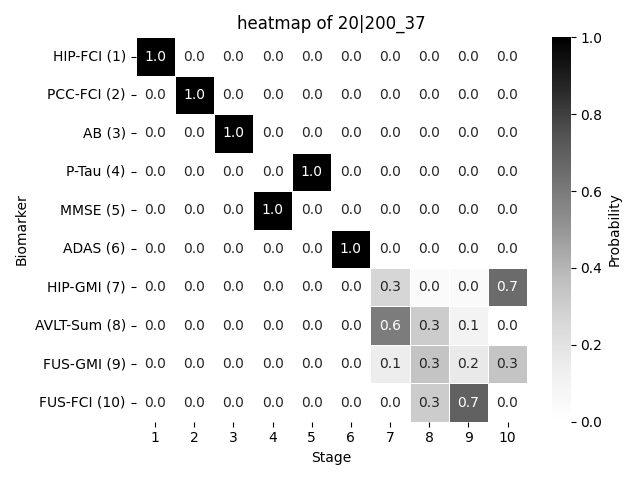 heatmap of 20|200_37
HIP-FCI (1) 1.0 0.0 0.0 0.0 0.0 0.0 0.0 0.0 0.0 0.0
PCC-FCI (2) 0.0 1.0 0.0 0.0 0.0 0.0 0.0 0.0 0.0 0.0
AB (3) 0.0 0.0 1.0 0.0 0.0 0.0 0.0 0.0 0.0 0.0
P-Tau (4) 0.0 0.0 0.0 0.0 1.0 0.0 0.0 0.0 0.0 0.0
MMSE (5) 0.0 0.0 0.0 1.0 0.0 0.0 0.0 0.0 0.0 0.0
ADAS (6) 0.0 0.0 0.0 0.0 0.0 1.0 0.0 0.0 0.0 0.0
HIP-GMI (7) 0.0 0.0 0.0 0.0 0.0 0.0 0.3 0.0 0.0 0.7
AVLT-Sum (8) 0.0 0.0 0.0 0.0 0.0 0.0 0.6 0.3 0.1 0.0
FUS-GMI (9) 0.0 0.0 0.0 0.0 0.0 0.0 0.1 0.3 0.2 0.3
FUS-FCI (10) 0.0 0.0 0.0 0.0 0.0 0.0 0.0 0.3 0.7 0.0
1 2 3 4 5 6 7 8 9 10
Stage
Biomarker
1.0
0.8
0.6
0.4
0.2
0.0
Probability